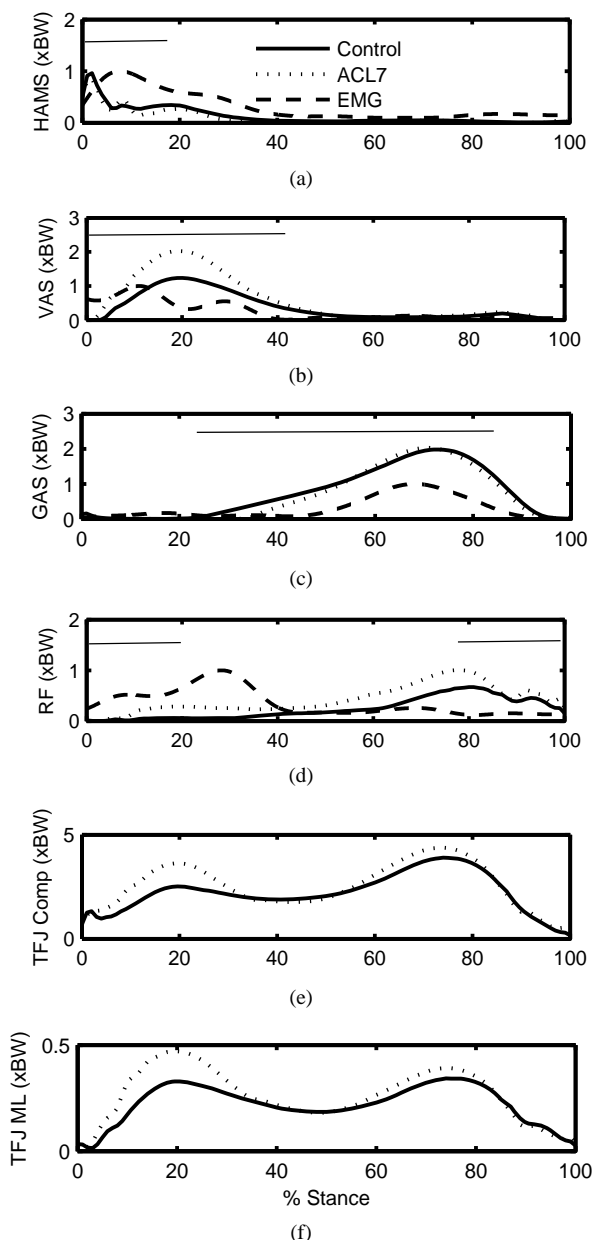 HAMS (xBW)
2
1
0
Control
ACL7
EMG
0 20 40 60 80 100
(a)
VAS (xBW)
3
2
1
0
0 20 40 60 80 100
(b)
GAS (xBW)
3
2
1
0
0 20 40 60 80 100
(c)
RF (xBW)
2
1
0
0 20 40 60 80 100
(d)
TFJ Comp (xBW)
5
0
0 20 40 60 80 100
(e)
TFJ ML (xBW)
0.5
0
0 20 40 60 80 100
% Stance
(f)